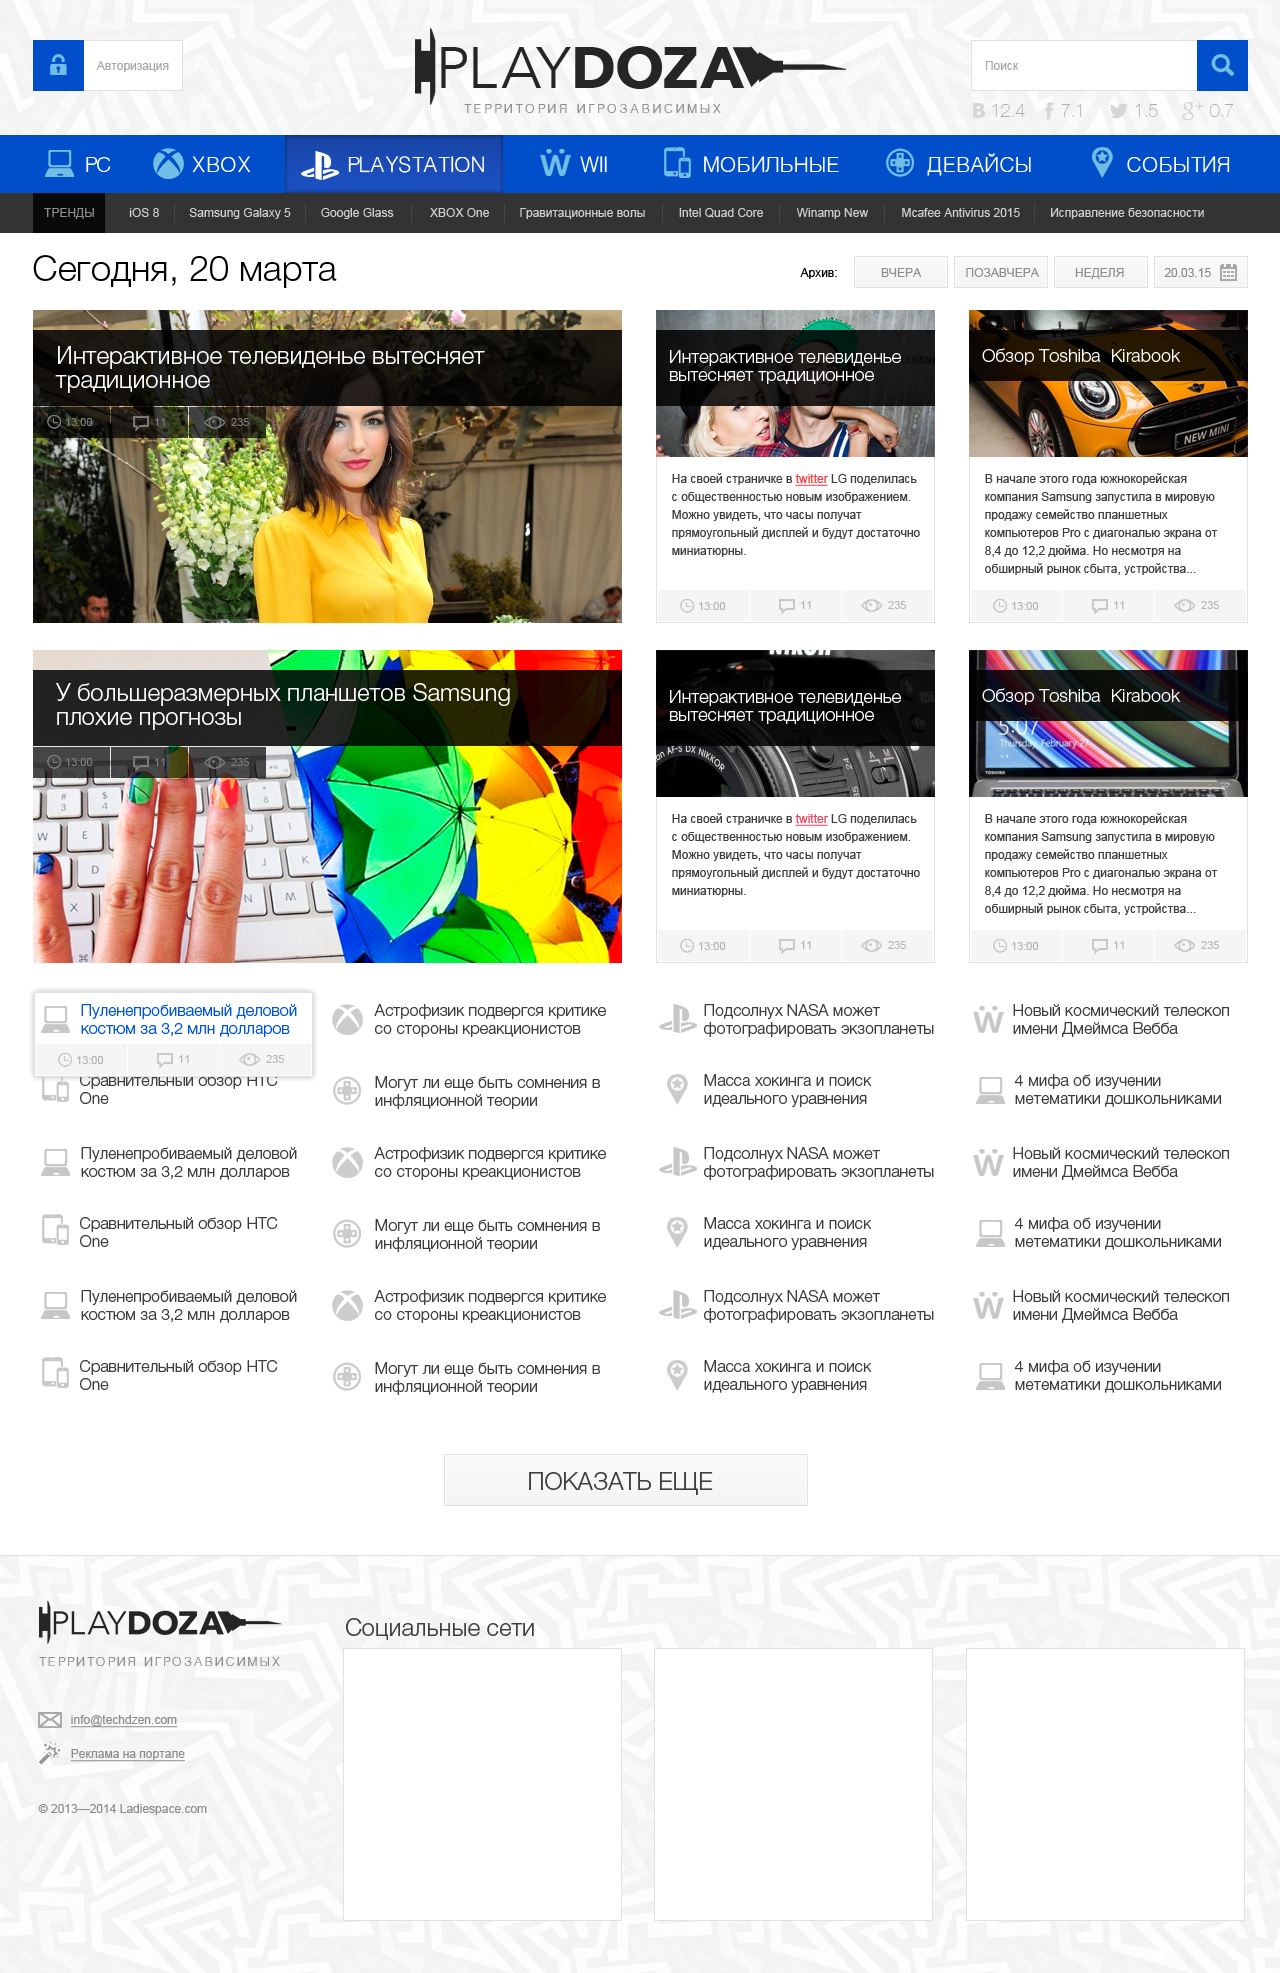 Авторизация
PLAYDOZA
ТЕРРИТОРИЯ ИГРОЗАВИСИМЫХ
Поиск
B 12.4 f 7.1 1.5 g+ 0.7
PC XBOX PLAYSTATION WII МОБИЛЬНЫЕ ДЕВАЙСЫ СОБЫТИЯ
ТРЕНДЫ iOS 8 Samsung Galaxy 5 Google Glass XBOX One Гравитационные волы Intel Quad Core Winamp New Mcafee Antivirus 2015 Исправление безопасности
Сегодня, 20 марта
Архив: ВЧЕРА ПОЗАВЧЕРА НЕДЕЛЯ 20.03.15
Интерактивное телевиденье вытесняет
традиционное
13:00 11 235
Интерактивное телевиденье
вытесняет традиционное
На своей страничке в twitter LG поделилась
с общественностью новым изображением.
Можно увидеть, что часы получат
прямоугольный дисплей и будут достаточно
миниатюрны.
13:00 11 235
Обзор Toshiba Kirabook
NEW MINI
В начале этого года южнокорейская
компания Samsung запустила в мировую
продажу семейство планшетных
компьютеров Pro с диагональю экрана от
8,4 до 12,2 дюйма. Но несмотря на
обширный рынок сбыта, устройства...
13:00 11 235
У большеразмерных планшетов Samsung
плохие прогнозы
13:00 11 235
Интерактивное телевиденье
вытесняет традиционное
AF-S DX NIKKOR
На своей страничке в twitter LG поделилась
с общественностью новым изображением.
Можно увидеть, что часы получат
прямоугольный дисплей и будут достаточно
миниатюрны.
13:00 11 235
Обзор Toshiba Kirabook
5:07
Thursday, February 27
TOSHIBA
В начале этого года южнокорейская
компания Samsung запустила в мировую
продажу семейство планшетных
компьютеров Pro с диагональю экрана от
8,4 до 12,2 дюйма. Но несмотря на
обширный рынок сбыта, устройства...
13:00 11 235
Пуленепробиваемый деловой
костюм за 3,2 млн долларов
13:00 11 235
Астрофизик подвергся критике
со стороны креационистов
Подсолнух NASA может
фотографировать экзопланеты
Новый космический телескоп
имени Джеймса Вебба
Сравнительный обзор HTC
One
Могут ли еще быть сомнения в
инфляционной теории
Масса хокинга и поиск
идеального уравнения
4 мифа об изучении
метематики дошкольниками
Пуленепробиваемый деловой
костюм за 3,2 млн долларов
Астрофизик подвергся критике
со стороны креакционистов
Подсолнух NASA может
фотографировать экзопланеты
Новый космический телескоп
имени Дмеймса Вебба
Сравнительный обзор HTC
One
Могут ли еще быть сомнения в
инфляционной теории
Масса хокинга и поиск
идеального уравнения
4 мифа об изучении
метематики дошкольниками
Пуленепробиваемый деловой
костюм за 3,2 млн долларов
Астрофизик подвергся критике
со стороны креакционистов
Подсолнух NASA может
фотографировать экзопланеты
Новый космический телескоп
имени Дмеймса Вебба
Сравнительный обзор HTC
One
Могут ли еще быть сомнения в
инфляционной теории
Масса хокинга и поиск
идеального уравнения
4 мифа об изучении
метематики дошкольниками
ПОКАЗАТЬ ЕЩЕ
PLAYDOZA
ТЕРРИТОРИЯ ИГРОЗАВИСИМЫХ
info@techdzen.com
Реклама на портале
© 2013—2014 Ladiespace.com
Социальные сети